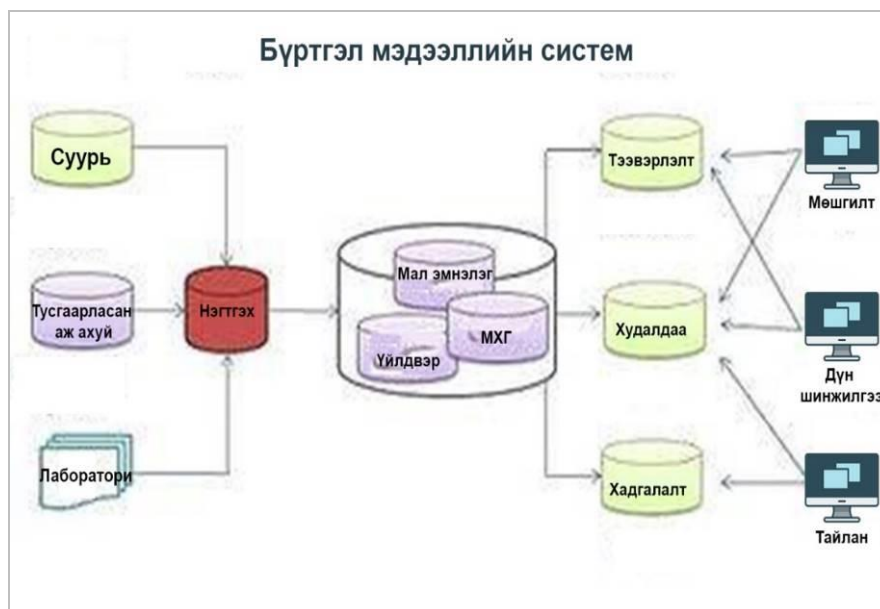 Бүртгэл мэдээллийн систем
Суурь
Тусгаарласан
аж ахуй
Лаборатори
Нэгтгэх
Мал эмнэлэг
МХГ
Үйлдвэр
Тээвэрлэлт
Худалдаа
Хадгалалт
Мөшгилт
Дүн
шинжилгээ
Тайлан